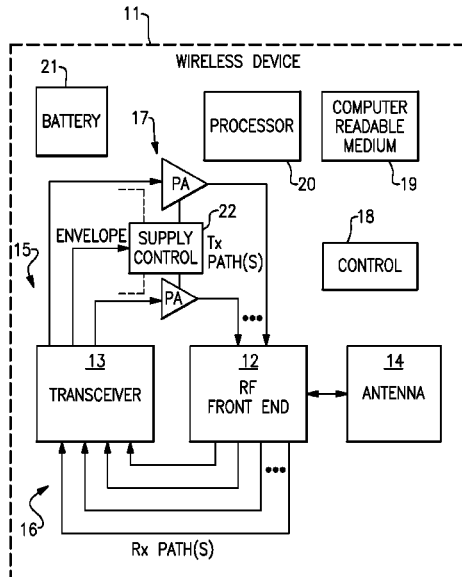 11
WIRELESS DEVICE
21
BATTERY
17
PA
PROCESSOR
20
COMPUTER
READABLE
MEDIUM
19
22
ENVELOPE
SUPPLY
CONTROL
Tx
PATH(S)
18
CONTROL
15
PA
13
TRANSCEIVER
12
RF
FRONT END
14
ANTENNA
16
Rx PATH(S)